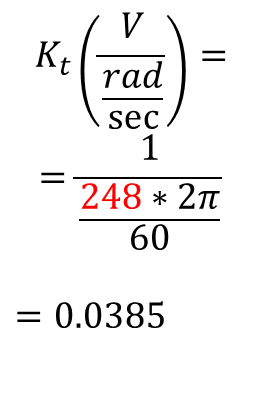 K_t (V / (rad / sec)) =
= 1 / (248 * 2π / 60)
= 0.0385